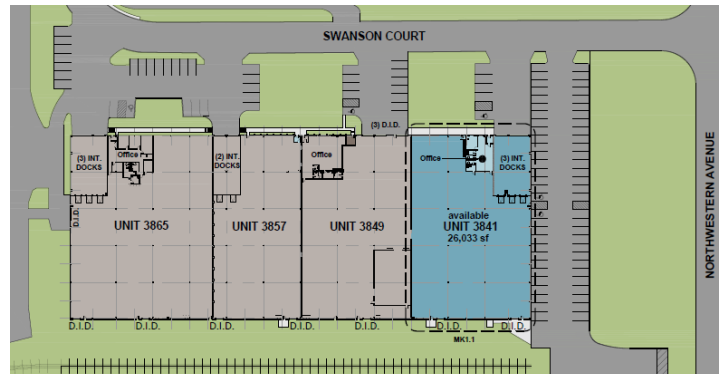 SWANSON COURT
NORTHWESTERN AVENUE
(3) D.I.D.
(3) INT.
DOCKS
Office
(2) INT.
DOCKS
Office
Office
(3) INT.
DOCKS
D.I.D.
UNIT 3865
UNIT 3857
UNIT 3849
available
UNIT 3841
26,033 sf
D.I.D.
D.I.D.
D.I.D.
D.I.D.
D.I.D.
D.I.D.
D.I.D.
MK1.1